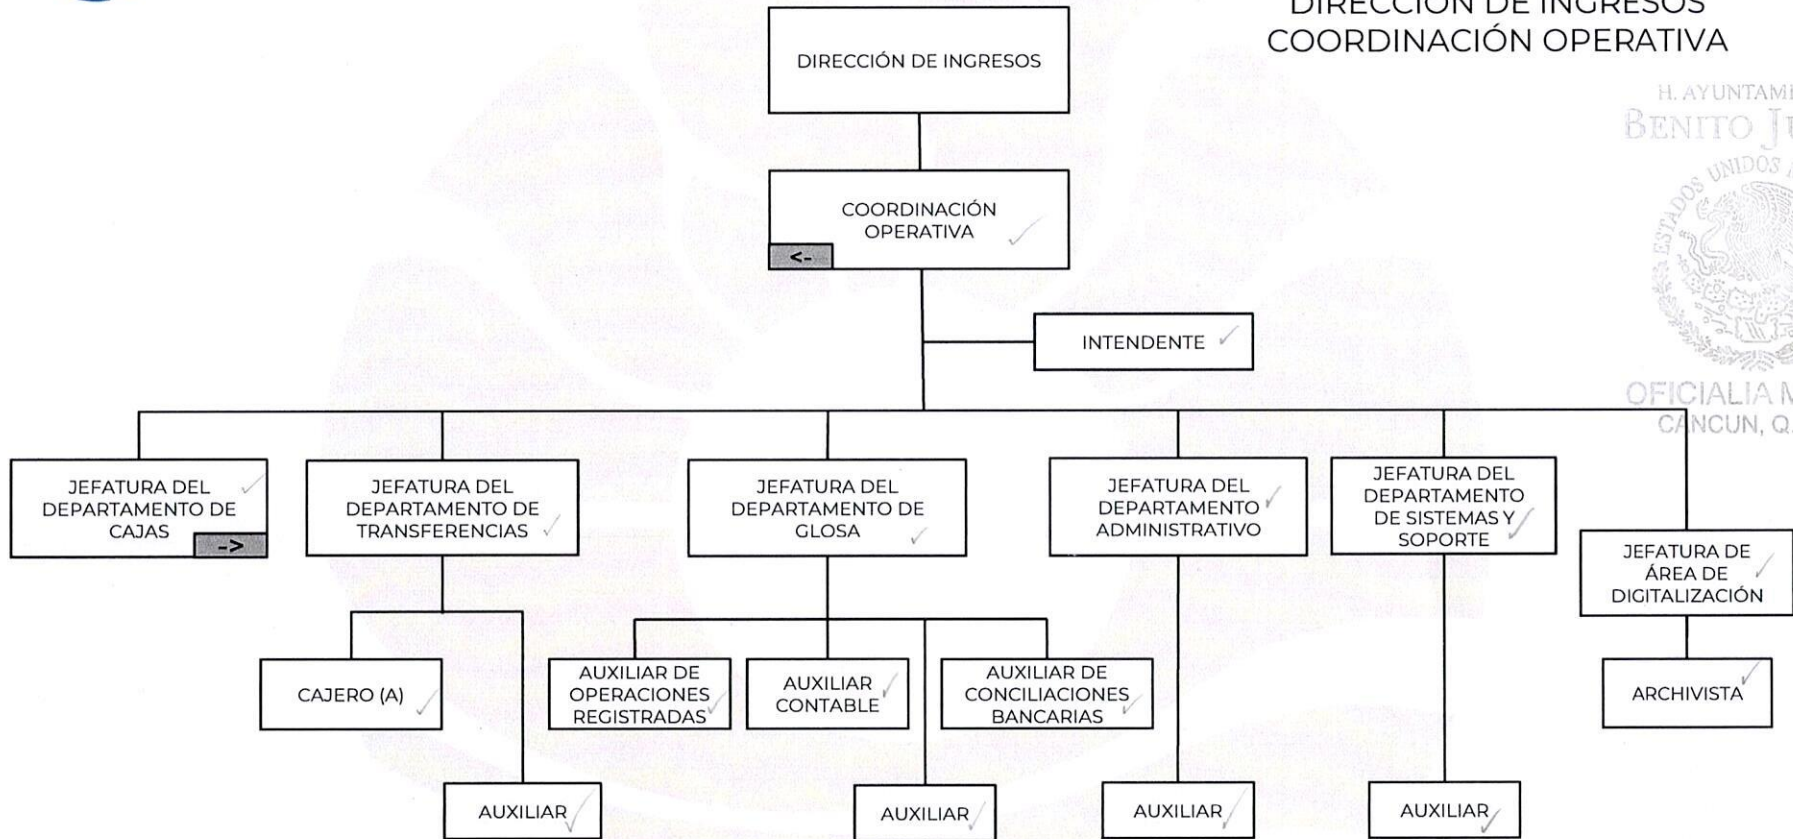 DIRECCIÓN DE INGRESOS
COORDINACIÓN OPERATIVA
H. AYUNTAM
BENITO
ESTADOS UNIDOS
OFICIALIA
CANCUN, Q.
DIRECCIÓN DE INGRESOS
COORDINACIÓN
OPERATIVA
<-
INTENDENTE
JEFATURA DEL
DEPARTAMENTO DE
CAJAS
->
JEFATURA DEL
DEPARTAMENTO DE
TRANSFERENCIAS
JEFATURA DEL
DEPARTAMENTO DE
GLOSA
JEFATURA DEL
DEPARTAMENTO
ADMINISTRATIVO
JEFATURA DEL
DEPARTAMENTO
DE SISTEMAS Y
SOPORTE
JEFATURA DE
ÁREA DE
DIGITALIZACIÓN
CAJERO (A)
AUXILIAR DE
OPERACIONES
REGISTRADAS
AUXILIAR
CONTABLE
AUXILIAR DE
CONCILIACIONES
BANCARIAS
ARCHIVISTA
AUXILIAR
AUXILIAR
AUXILIAR
AUXILIAR